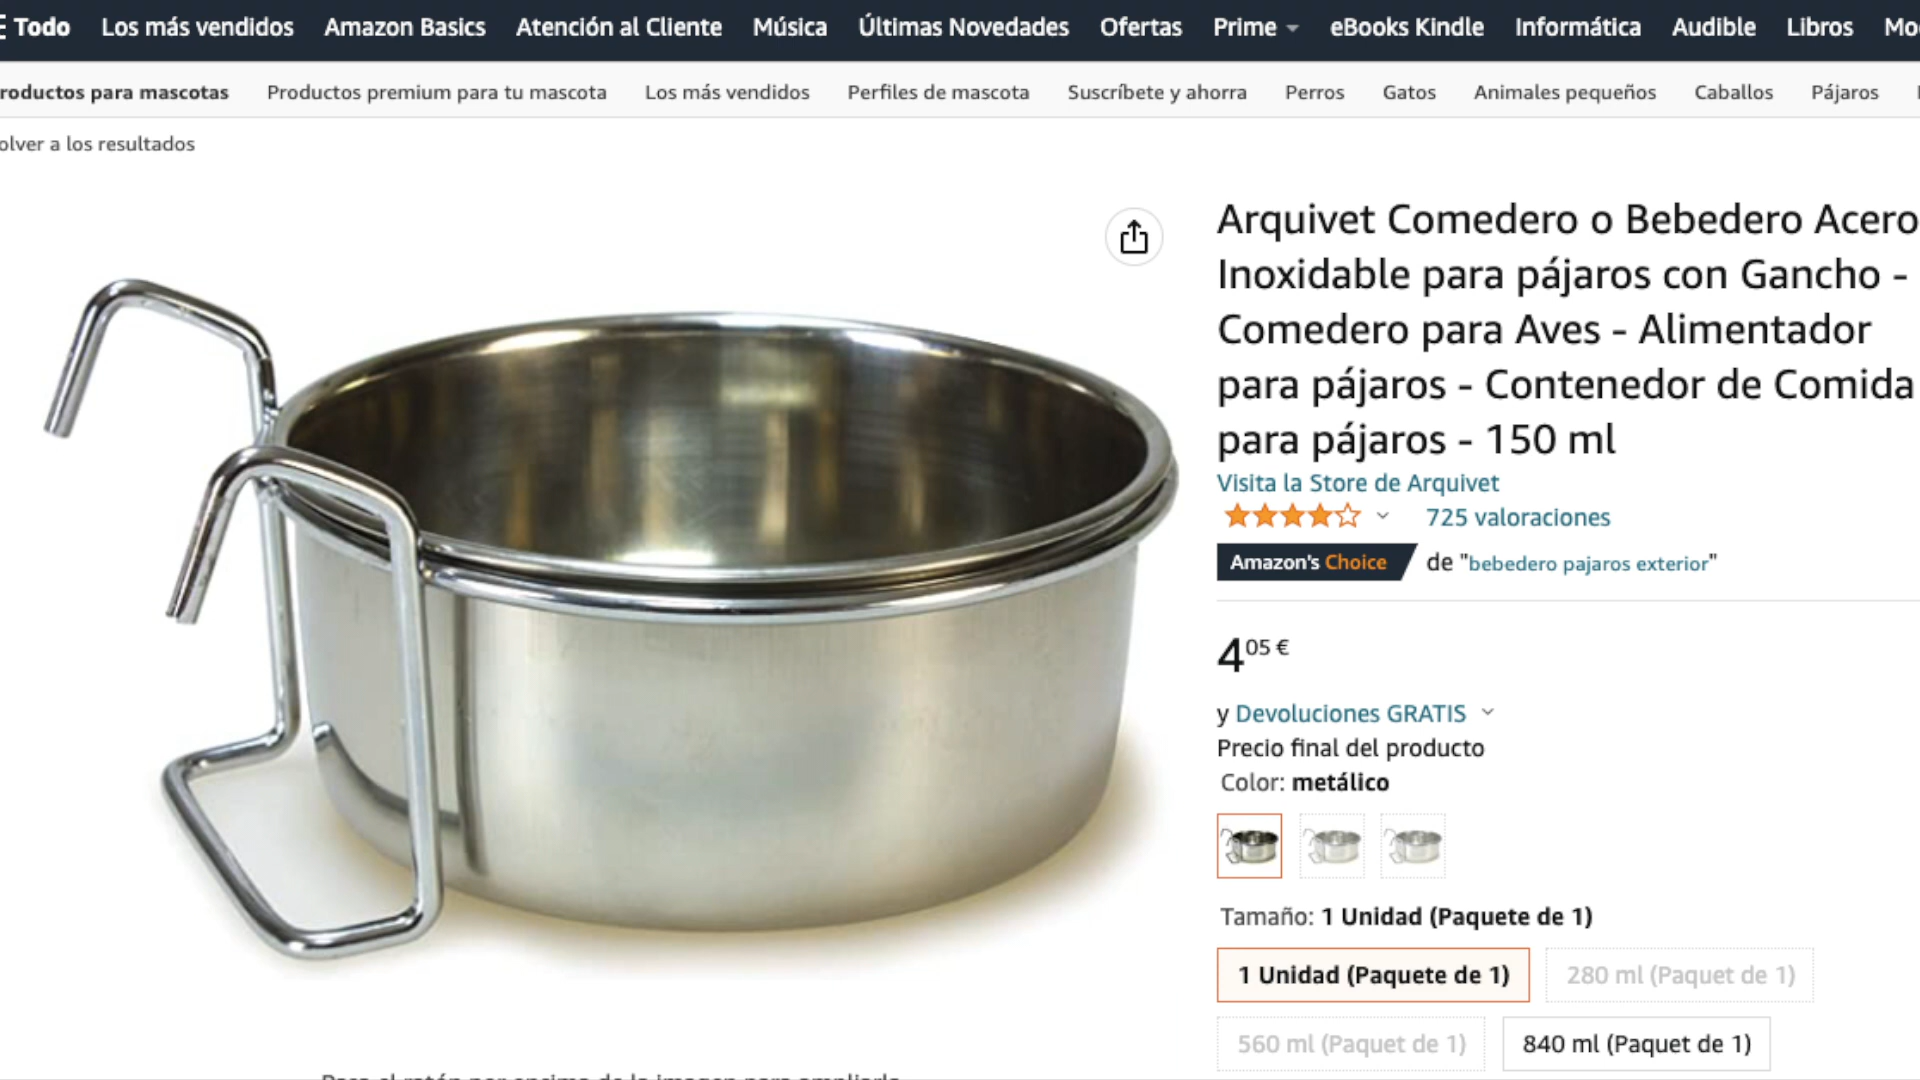 Todo Los más vendidos Amazon Basics Atención al Cliente Música Últimas Novedades Ofertas Prime eBooks Kindle Informática Audible Libros
roductos para mascotas Productos premium para tu mascota Los más vendidos Perfiles de mascota Suscríbete y ahorra Perros Gatos Animales pequeños Caballos Pájaros
olver a los resultados
Arquivet Comedero o Bebedero Acero
Inoxidable para pájaros con Gancho -
Comedero para Aves - Alimentador
para pájaros - Contenedor de Comida
para pájaros - 150 ml
Visita la Store de Arquivet
725 valoraciones
Amazon's Choice de "bebedero pajaros exterior"
4 05 €
y Devoluciones GRATIS
Precio final del producto
Color: metálico
Tamaño: 1 Unidad (Paquete de 1)
1 Unidad (Paquete de 1) 280 ml (Paquet de 1)
560 ml (Paquet de 1) 840 ml (Paquet de 1)